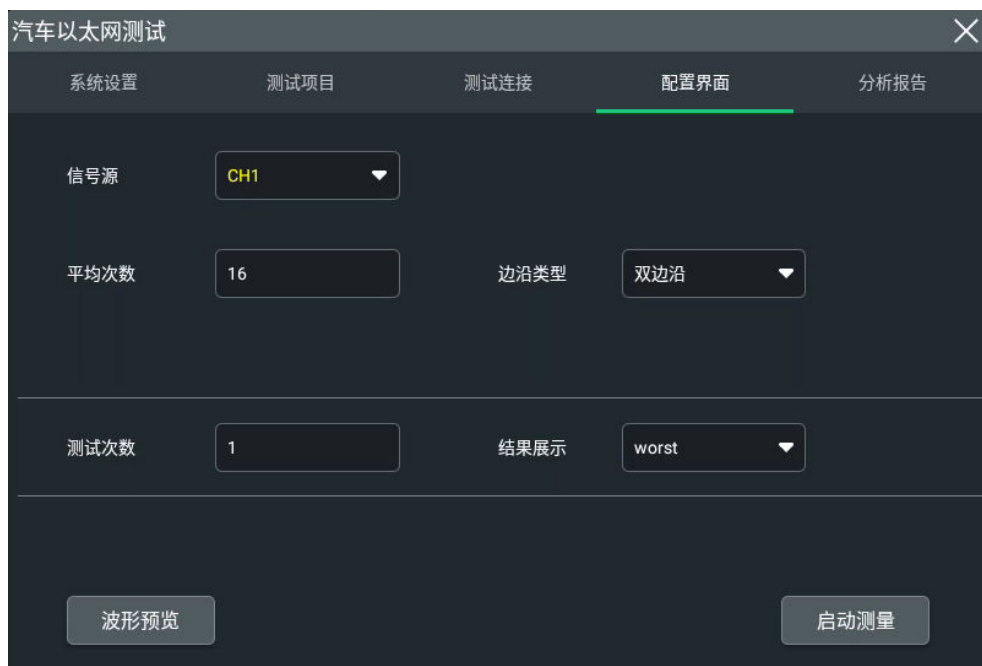 汽车以太网测试
系统设置 测试项目 测试连接 配置界面 分析报告
信号源 CH1
平均次数 16 边沿类型 双边沿
测试次数 1 结果展示 worst
波形预览 启动测量